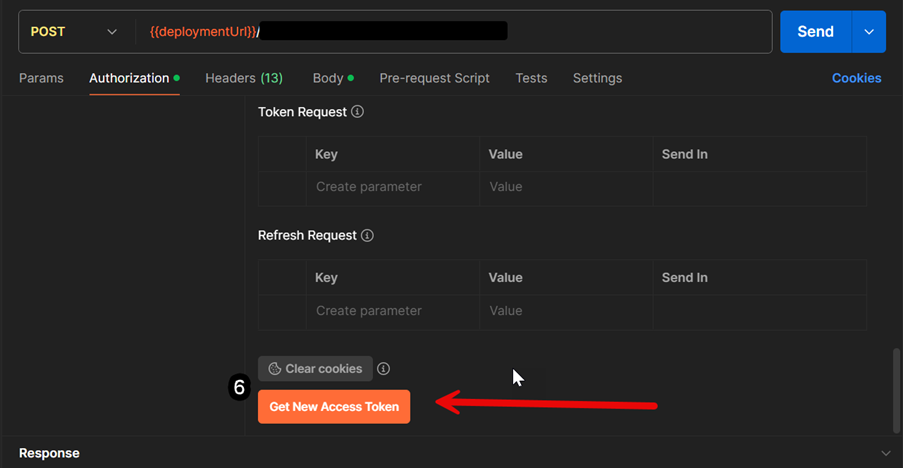 POST {{deploymentUrl}}/ Send
Params Authorization Headers (13) Body Pre-request Script Tests Settings Cookies
Token Request
Key Value Send In
Create parameter Value
Refresh Request
Key Value Send In
Create parameter Value
Clear cookies
6
Get New Access Token
Response